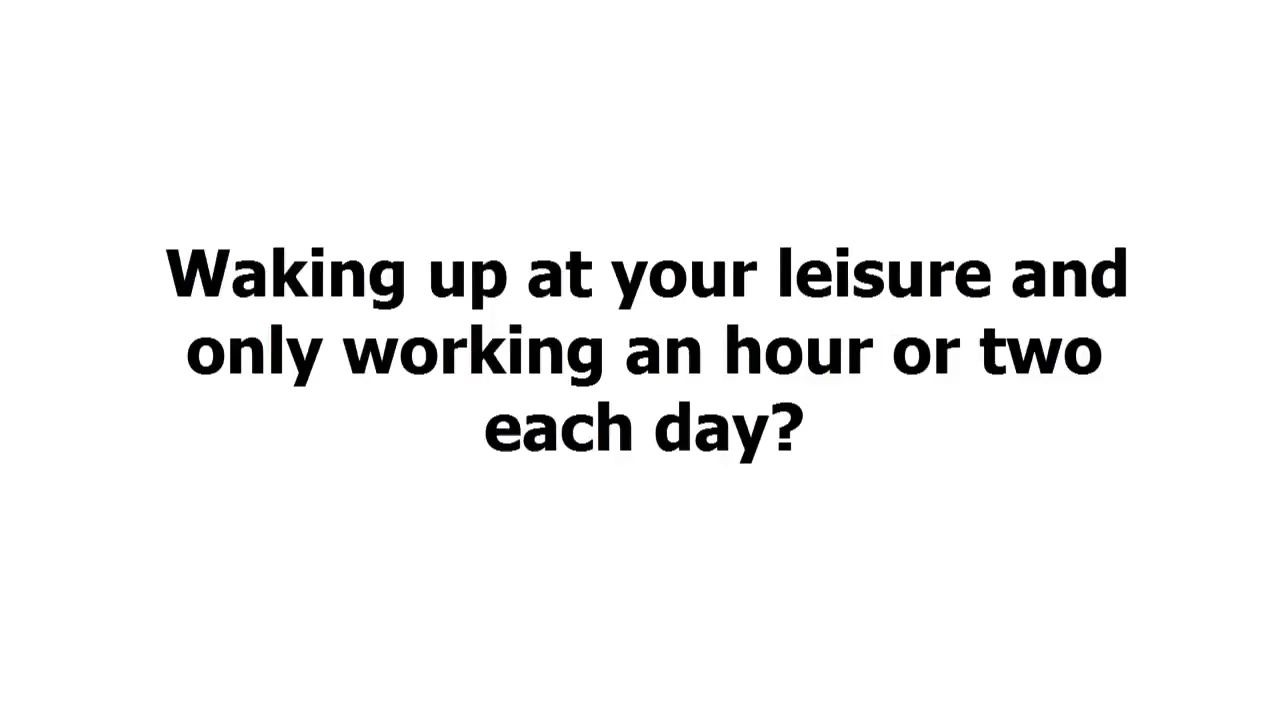 Waking up at your leisure and
only working an hour or two
each day?